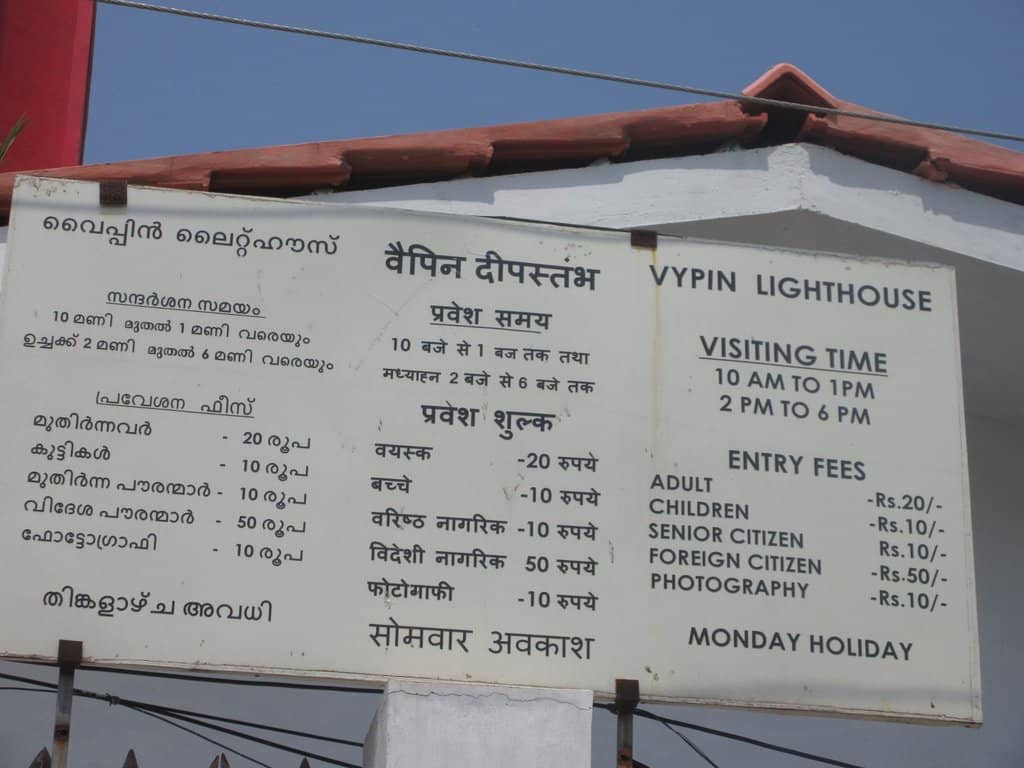 വൈപ്പിൻ ലൈറ്റ്ഹൗസ്
സന്ദർശന സമയം
10 മണി മുതൽ 1 മണി വരെയും
ഉച്ചക്ക് 2 മണി മുതൽ 6 മണി വരെയും
പ്രവേശന ഫീസ്
മുതിർന്നവർ - 20 രൂപ
കുട്ടികൾ - 10 രൂപ
മുതിർന്ന പൗരന്മാർ - 10 രൂപ
വിദേശ പൗരന്മാർ - 50 രൂപ
ഫോട്ടോഗ്രാഫി - 10 രൂപ
തിങ്കളാഴ്ച അവധി
वैपिन दीपस्तभ
प्रवेश समय
10 बजे से 1 बज तक तथा
मध्याहन 2 बजे से 6 बजे तक
प्रवेश शुल्क
वयस्क -20 रुपये
बच्चे -10 रुपये
वरिष्ठ नागरिक -10 रुपये
विदेशी नागरिक 50 रुपये
फोटोगाफी -10 रुपये
सोमवार अवकाश
VYPIN LIGHTHOUSE
VISITING TIME
10 AM TO 1PM
2 PM TO 6 PM
ENTRY FEES
ADULT -Rs.20/-
CHILDREN -Rs.10/-
SENIOR CITIZEN Rs.10/-
FOREIGN CITIZEN -Rs.50/-
PHOTOGRAPHY -Rs.10/-
MONDAY HOLIDAY